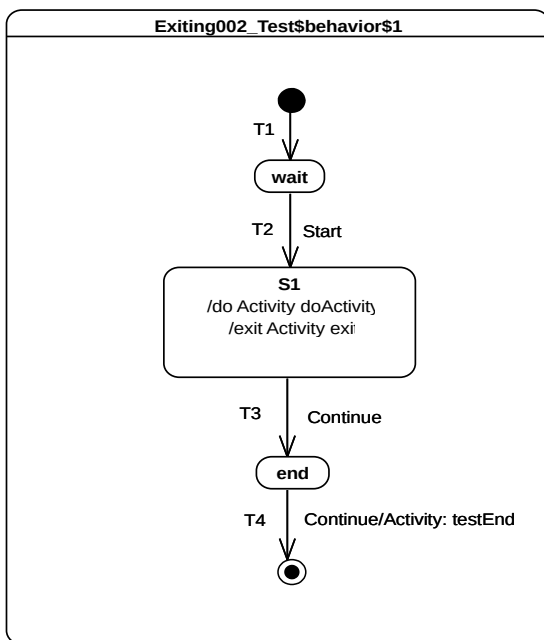 Exiting002_Test$behavior$1
T1
wait
T2 Start
S1
/do Activity doActivity
/exit Activity exi
T3 Continue
end
T4 Continue/Activity: testEnd